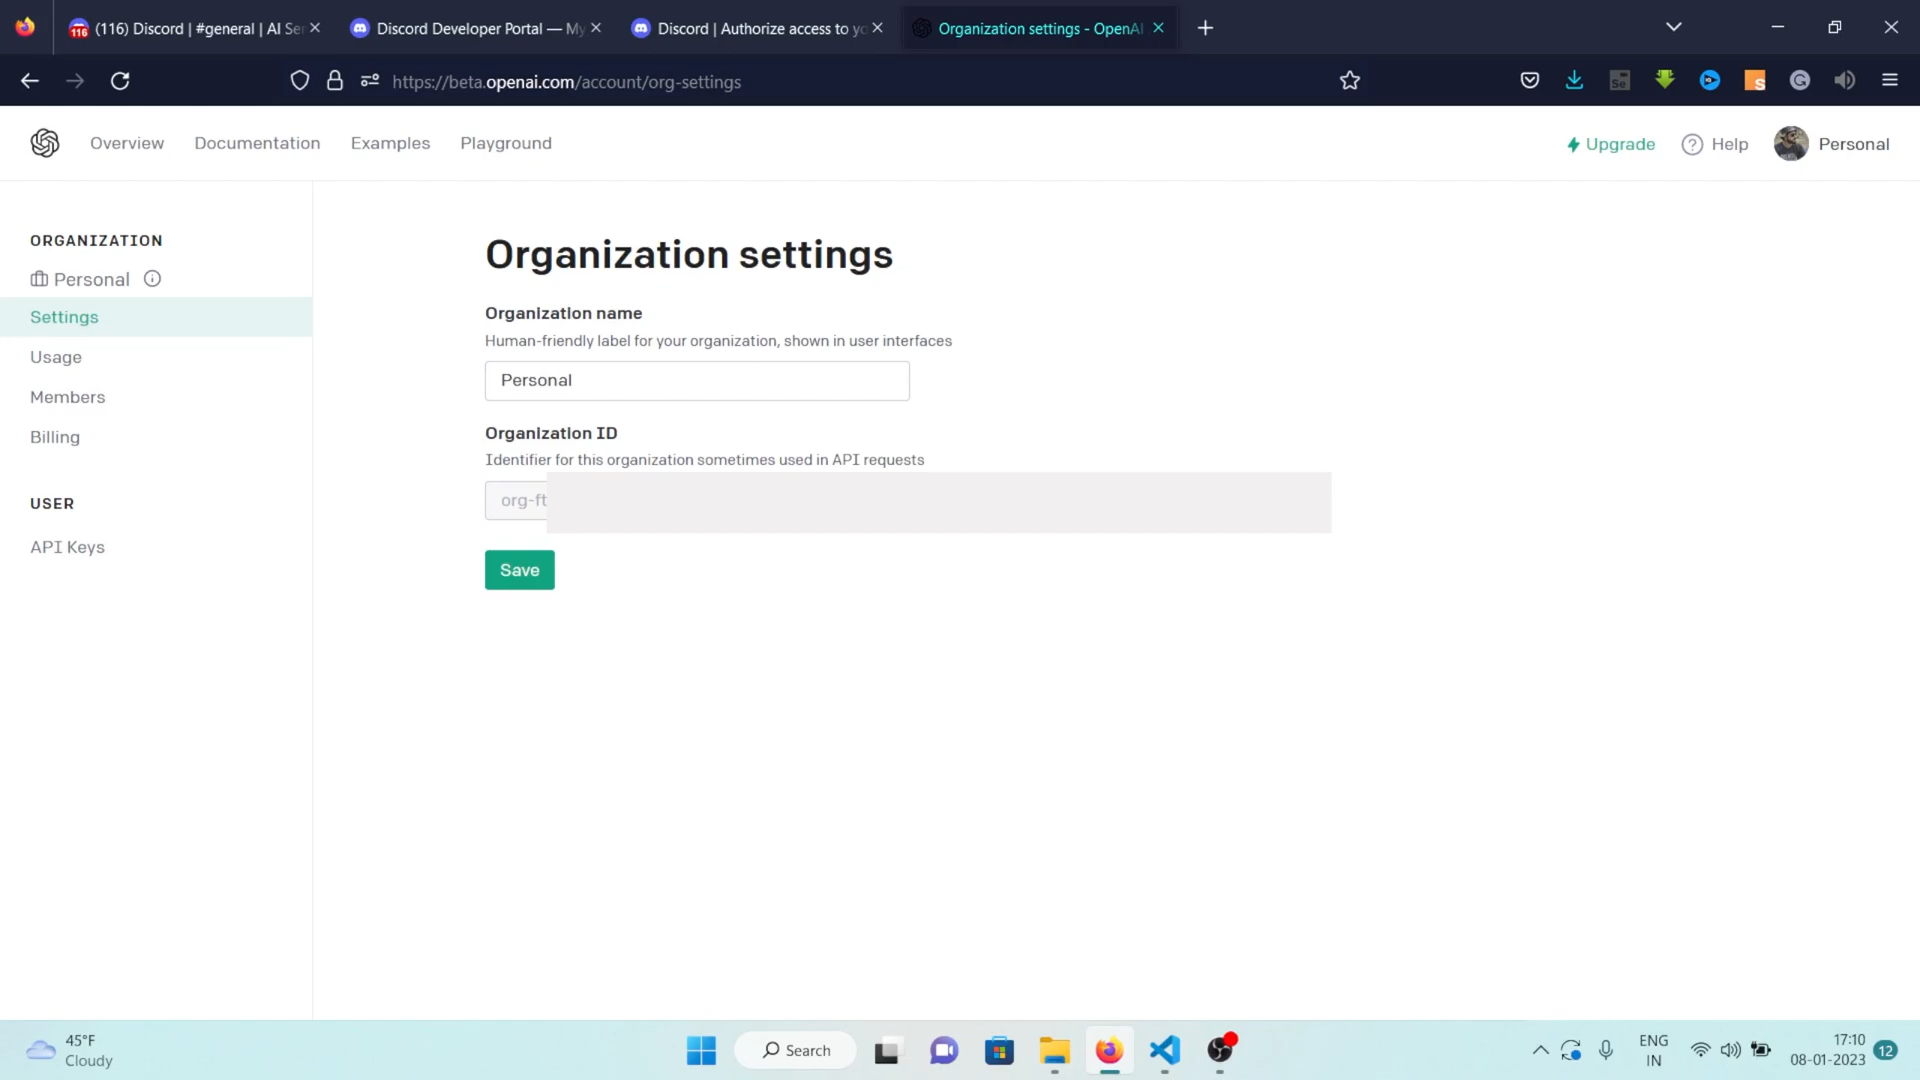 116
(116) Discord | #general | AI Ser
Discord Developer Portal — My
Discord | Authorize access to yo
Organization settings - OpenAI
https://beta.openai.com/account/org-settings
Se
S
G
Overview
Documentation
Examples
Playground
Upgrade
? Help
Personal
ORGANIZATION
Personal
Settings
Usage
Members
Billing
USER
API Keys
Organization settings
Organization name
Human-friendly label for your organization, shown in user interfaces
Personal
Organization ID
Identifier for this organization sometimes used in API requests
org-ft
Save
45°F
Cloudy
Search
ENG
IN
17:10
08-01-2023
12